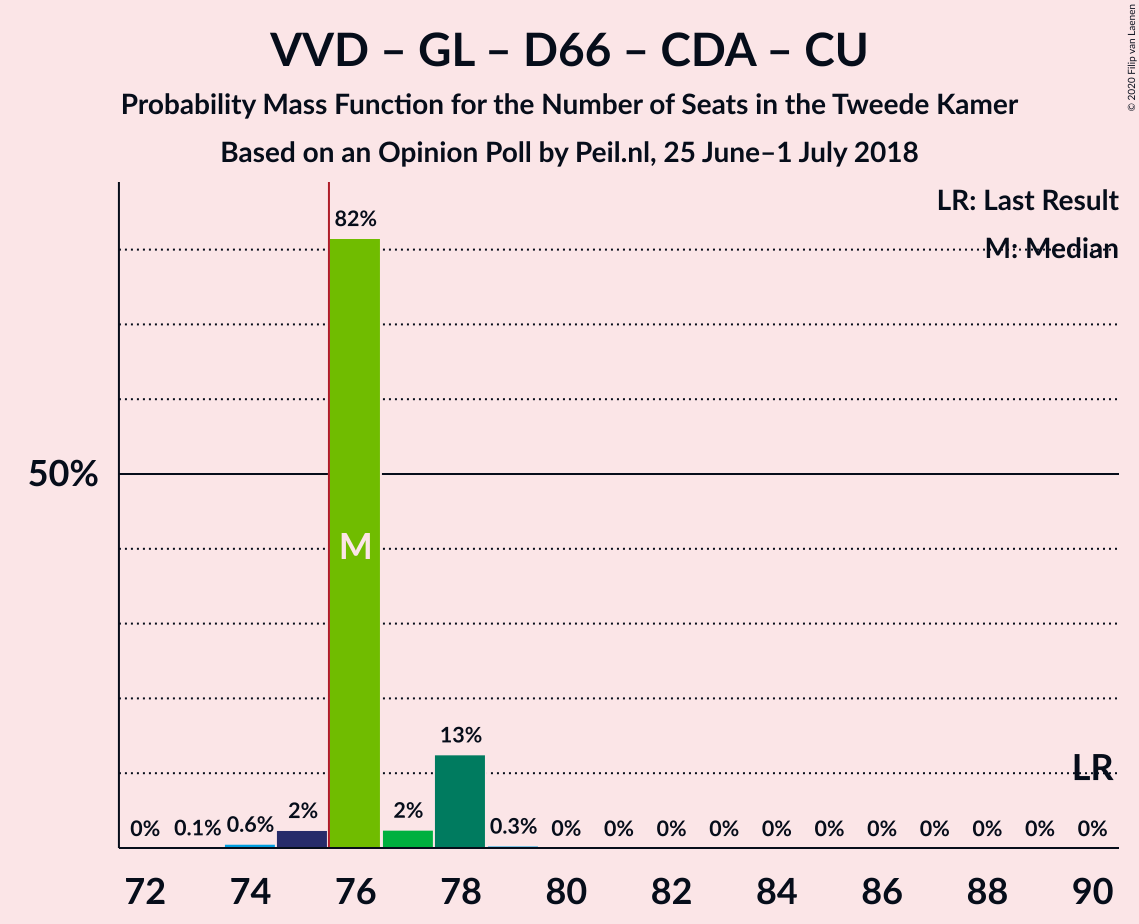 VVD – GL – D66 – CDA – CU
Probability Mass Function for the Number of Seats in the Tweede Kamer
Based on an Opinion Poll by Peil.nl, 25 June–1 July 2018
© 2020 Filip van Laenen
LR: Last Result
M: Median
82%
50%
M
13%
LR
0% 0.1% 0.6% 2% 2% 0.3% 0% 0% 0% 0% 0% 0% 0% 0% 0% 0% 0%
72 74 76 78 80 82 84 86 88 90